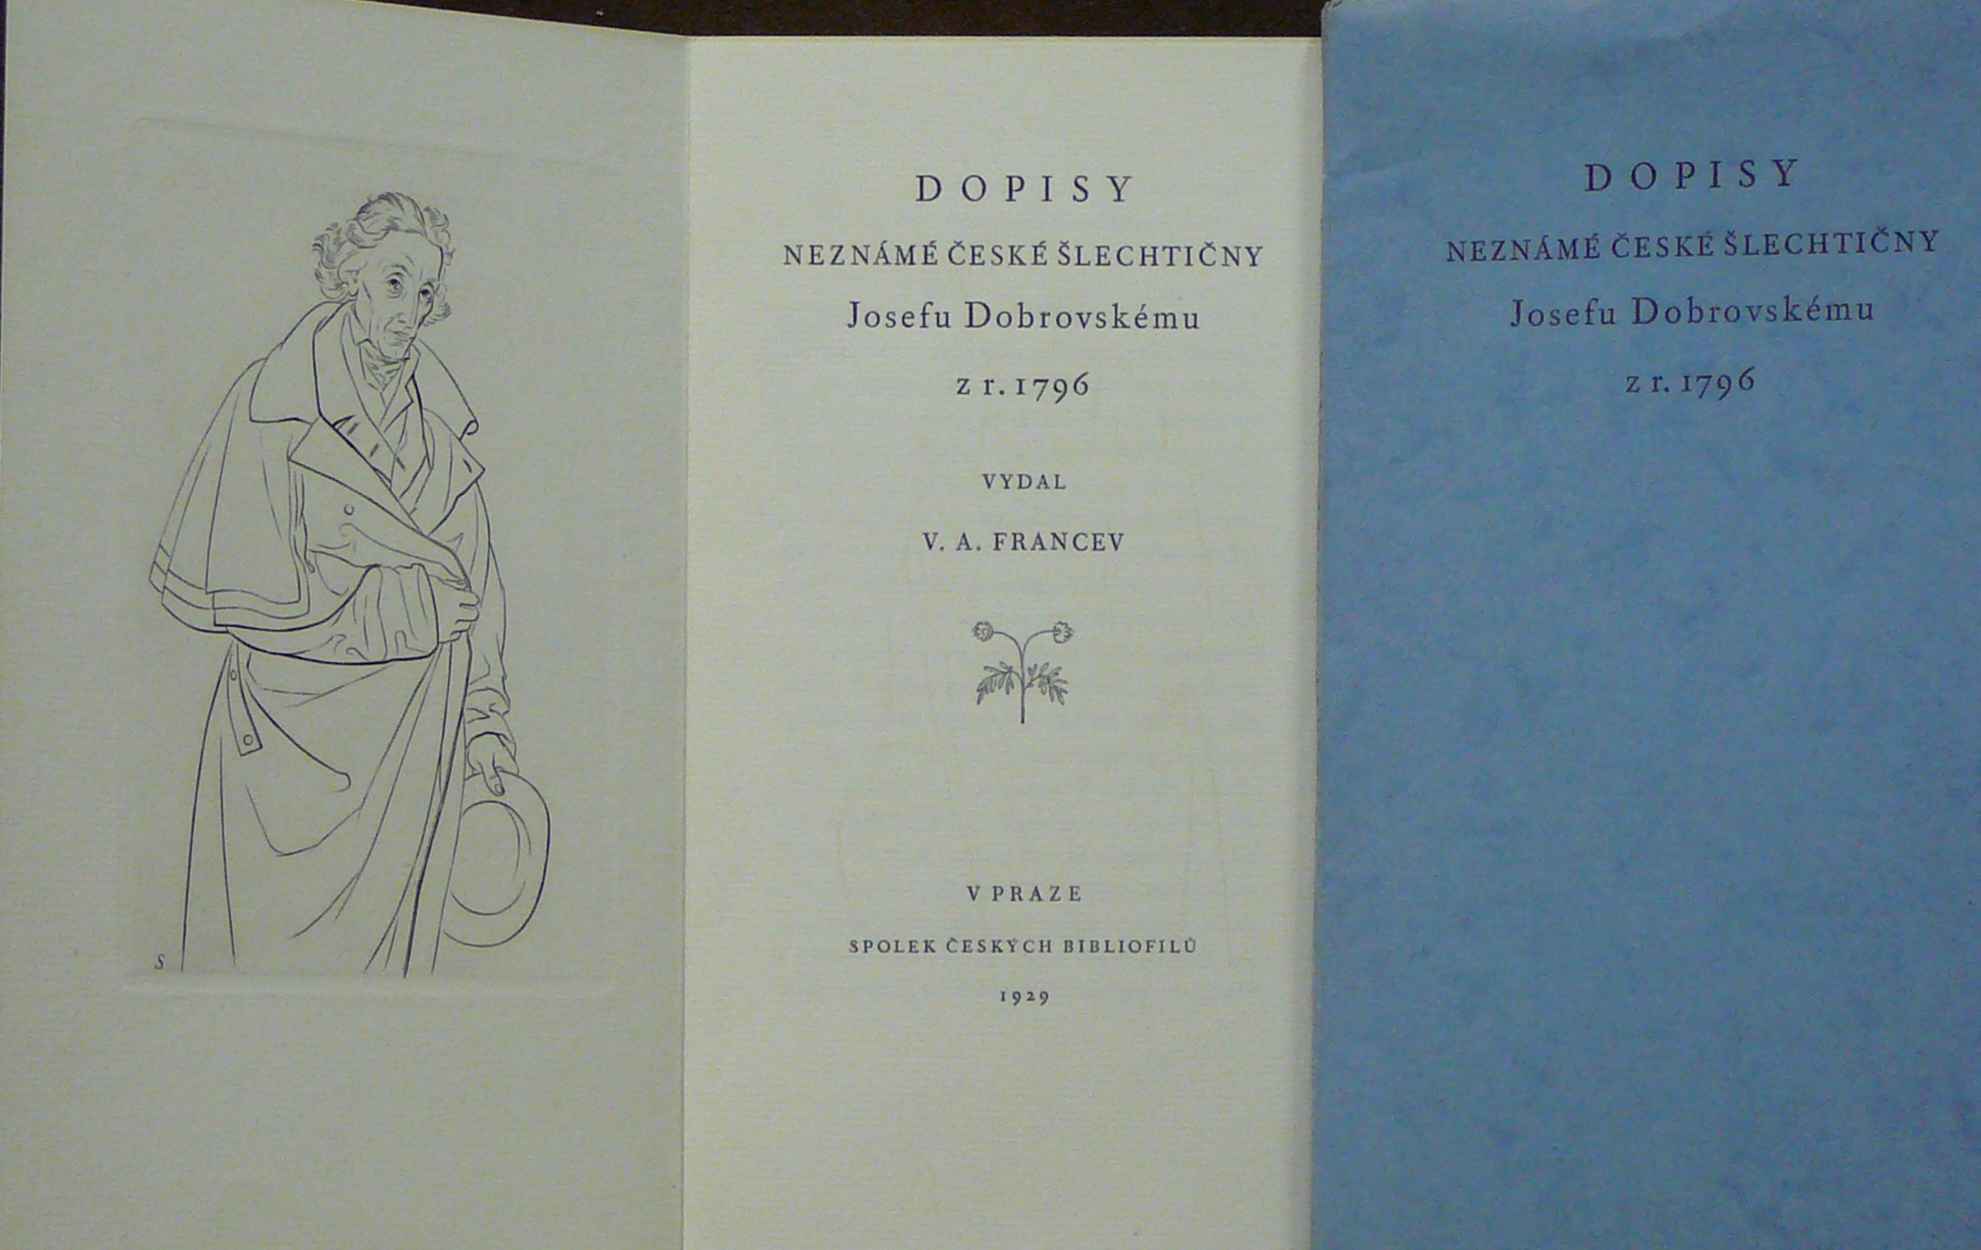 S
DOPISY
NEZNÁMÉ ČESKÉ ŠLECHTIČNY
Josefu Dobrovskému
z r. 1796
VYDAL
V. A. FRANCEV
V PRAZE
SPOLEK ČESKÝCH BIBLIOFILŮ
1929
DOPISY
NEZNÁMÉ ČESKÉ ŠLECHTIČNY
Josefu Dobrovskému
z r. 1796